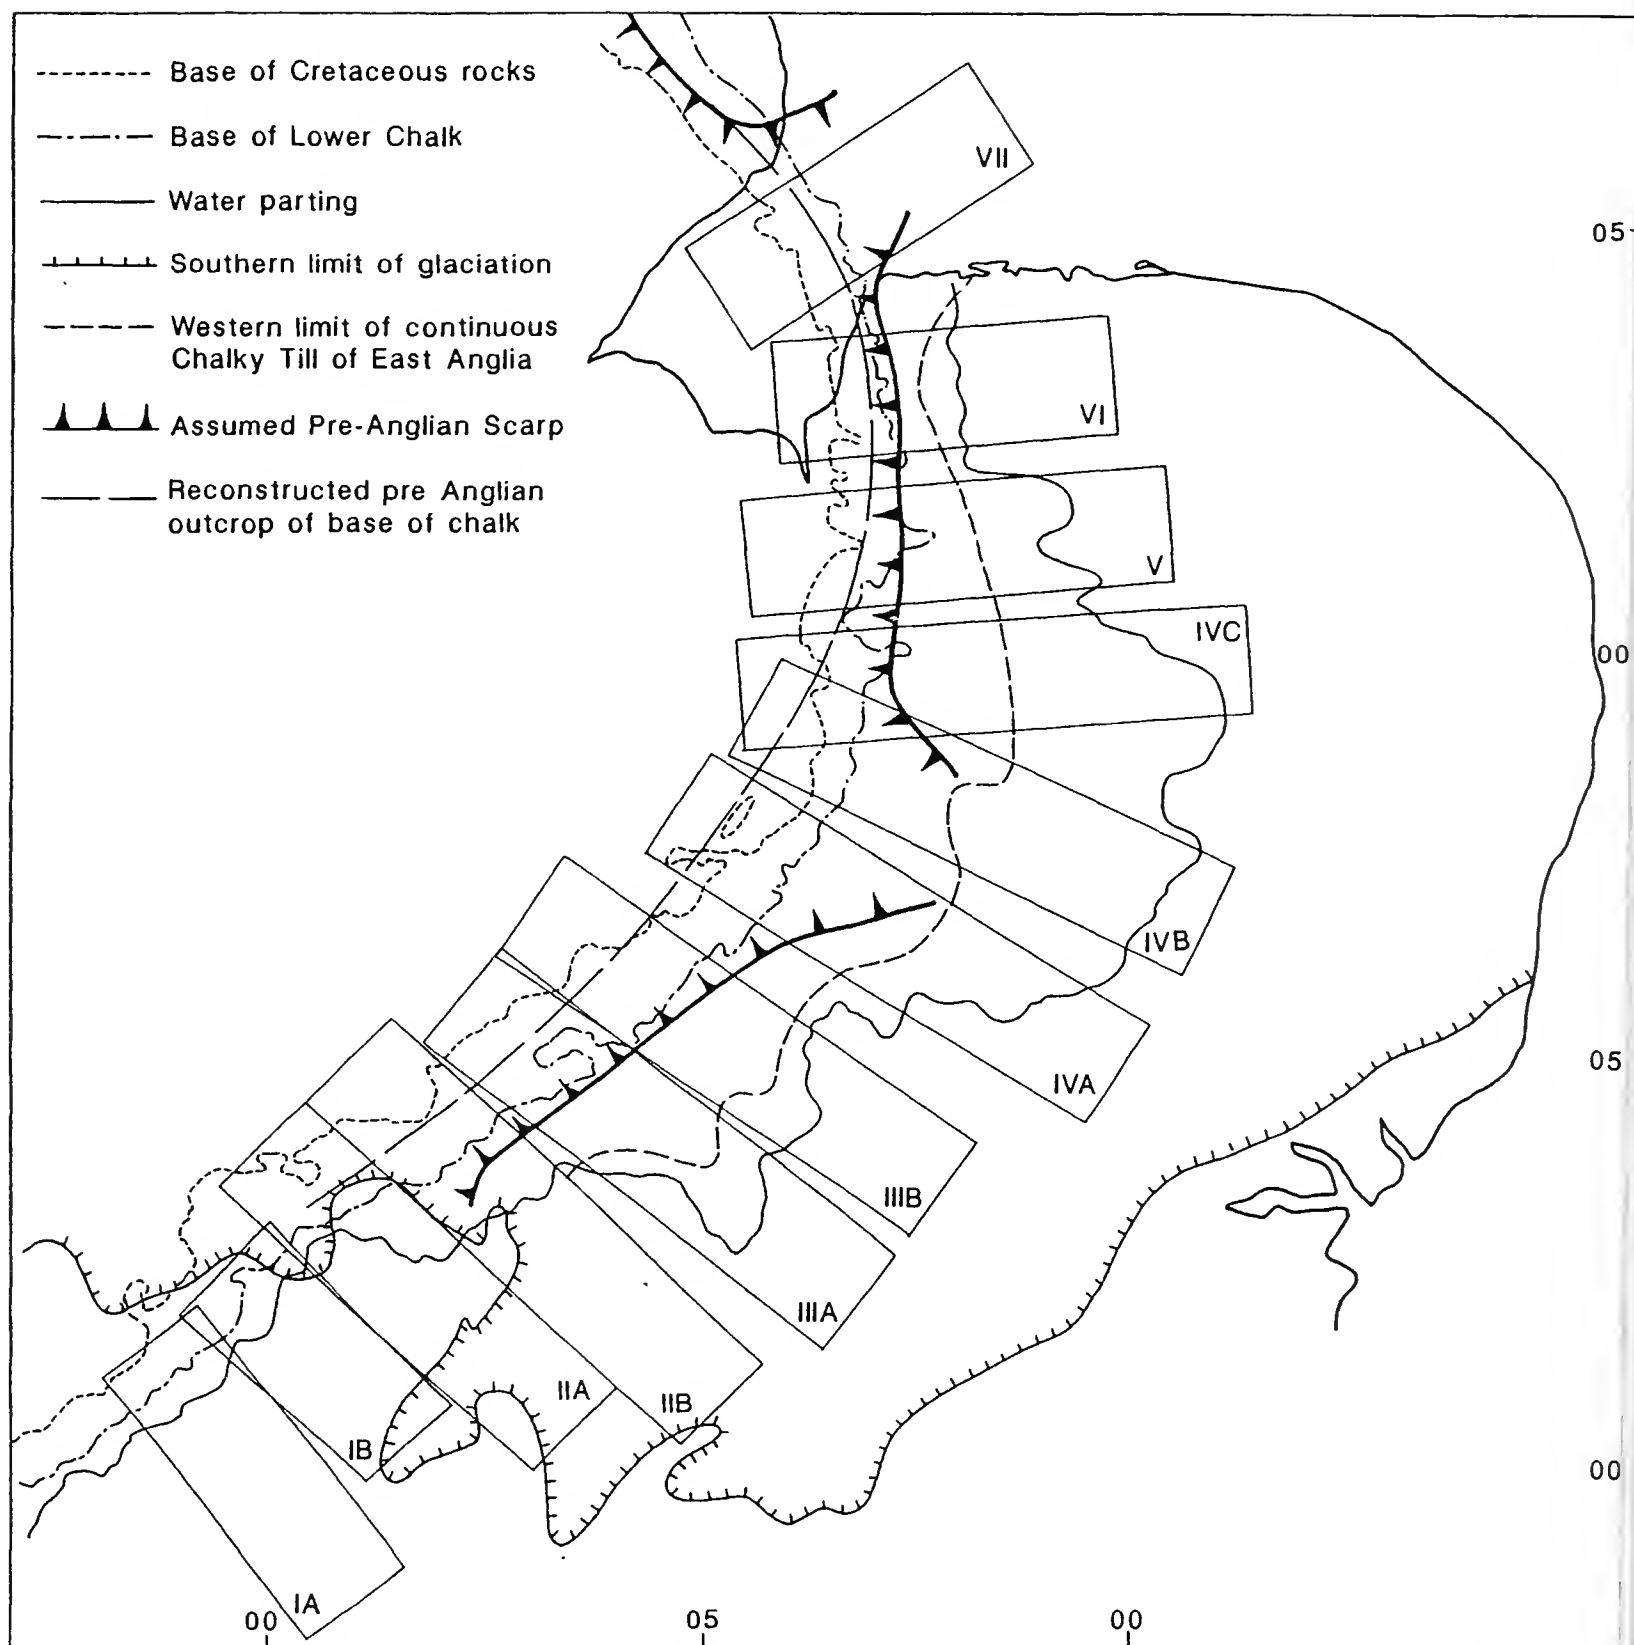 Base of Cretaceous rocks
Base of Lower Chalk
Water parting
Southern limit of glaciation
Western limit of continuous
Chalky Till of East Anglia
Assumed Pre-Anglian Scarp
Reconstructed pre Anglian
outcrop of base of chalk
VII
05
VI
V
IVC
00
IVB
05
IVA
IIIB
IIIA
IIA
IIB
IB
00
IA
00
05
00